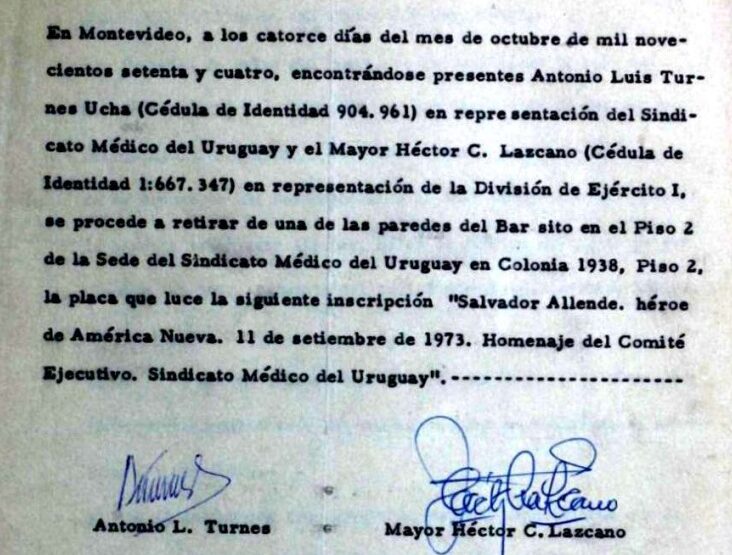 En Montevideo, a los catorce días del mes de octubre de mil nove-
cientos setenta y cuatro, encontrándose presentes Antonio Luis Tur-
nes Ucha (Cédula de Identidad 904.961) en representación del Sindi-
cato Médico del Uruguay y el Mayor Héctor C. Lazcano (Cédula de
Identidad 1:667.347) en representación de la División de Ejército I,
se procede a retirar de una de las paredes del Bar sito en el Piso 2
de la Sede del Sindicato Médico del Uruguay en Colonia 1938, Piso 2,
la placa que luce la siguiente inscripción "Salvador Allende. héroe
de América Nueva. 11 de setiembre de 1973. Homenaje del Comité
Ejecutivo. Sindicato Médico del Uruguay".-----------------------
Antonio L. Turnes Mayor Héctor C. Lazcano